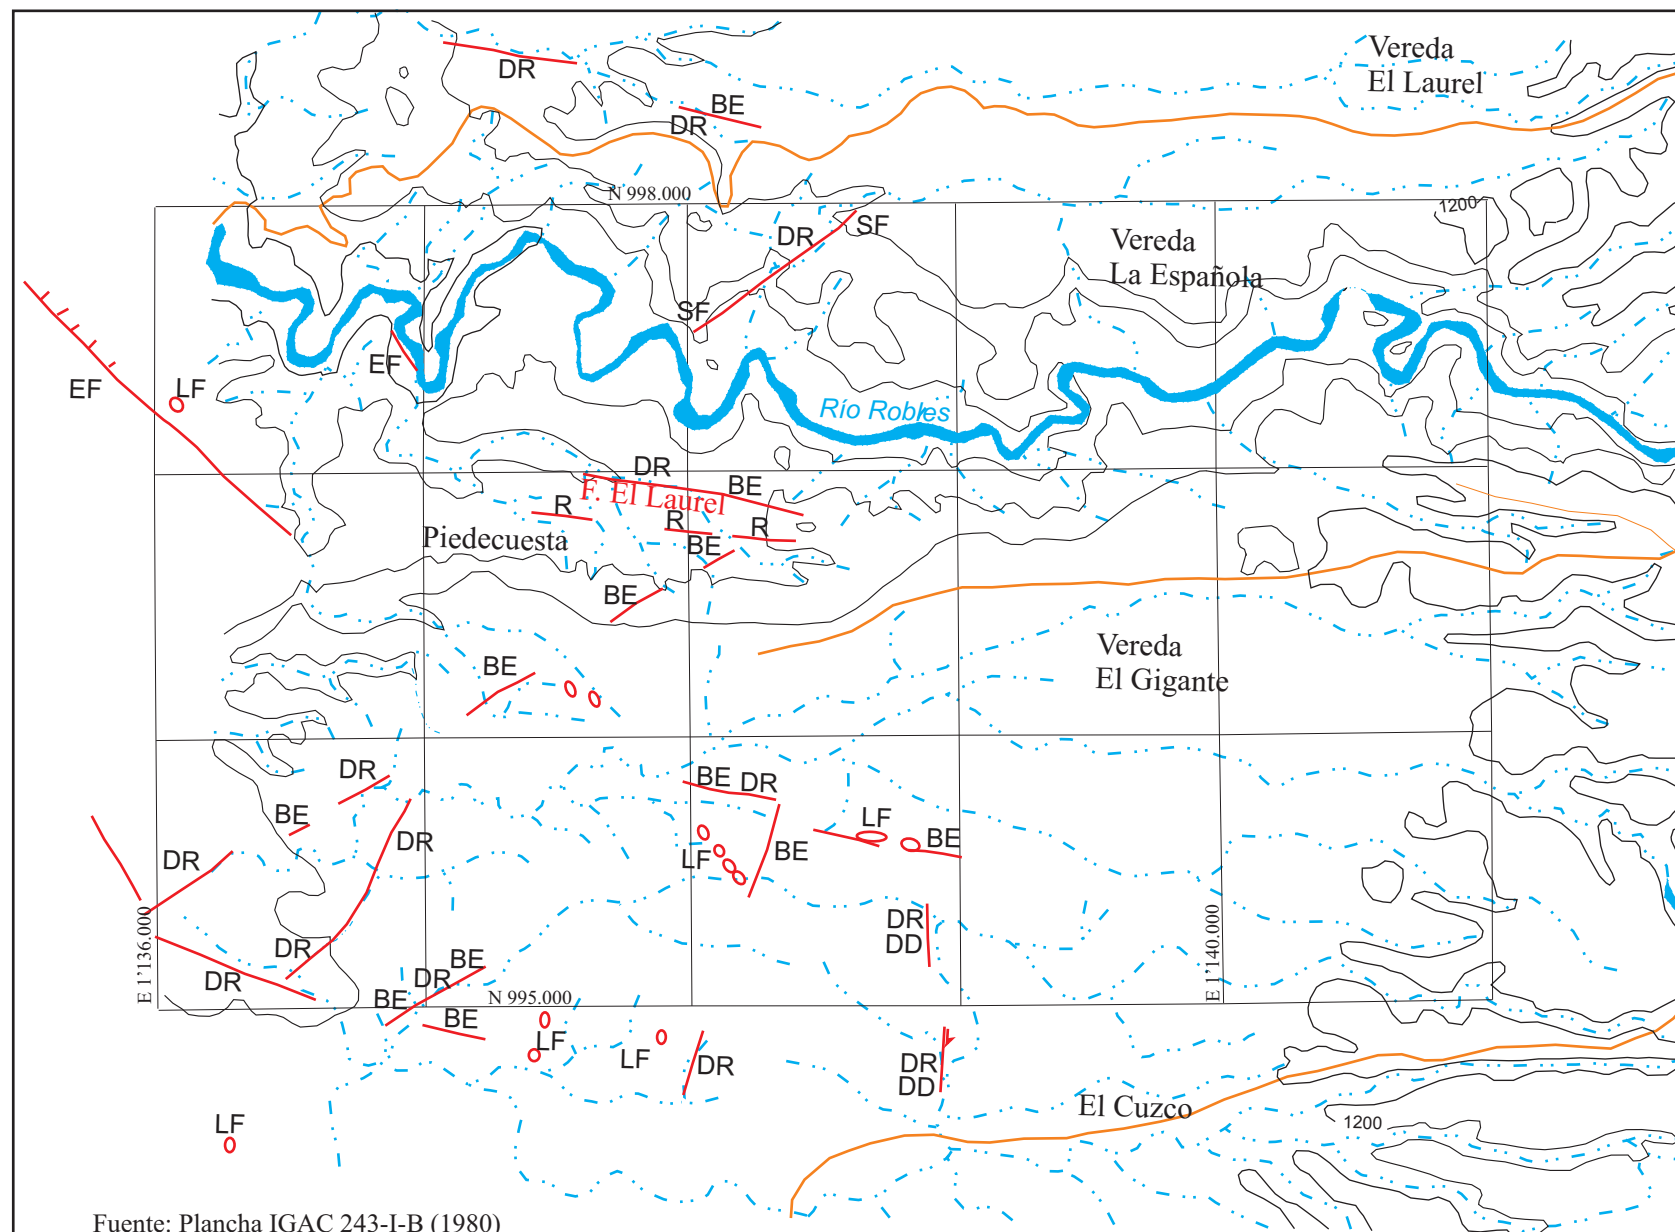 Vereda
El Laurel
DR
BE
DR
N 998.000
1200
SF
DR
Vereda
La Española
SF
EF
EF
LF
Río Robles
DR
BE
F. El Laurel
R
R
R
Piedecuesta
BE
BE
Vereda
El Gigante
BE
DR
BE DR
BE
LF
DR
BE
BE
LF
DR
DR
DD
E 1'136.000
E 1'140.000
DR
BE
DR
DR
BE
N 995.000
BE
LF
LF
DR
DR
DD
El Cuzco
LF
1200
Fuente: Plancha IGAC 243-I-B (1980)